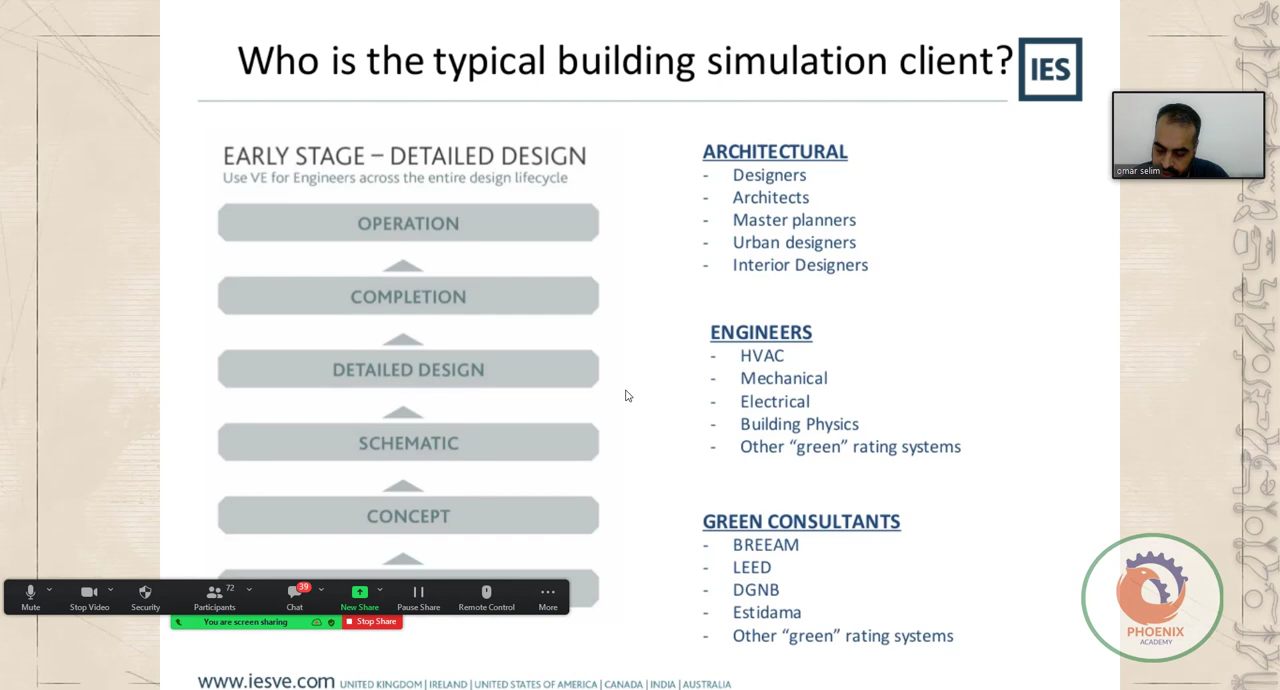 Who is the typical building simulation client?
IES
EARLY STAGE – DETAILED DESIGN
Use VE for Engineers across the entire design lifecycle
OPERATION
COMPLETION
DETAILED DESIGN
SCHEMATIC
CONCEPT
ARCHITECTURAL
- Designers
- Architects
- Master planners
- Urban designers
- Interior Designers
ENGINEERS
- HVAC
- Mechanical
- Electrical
- Building Physics
- Other “green” rating systems
GREEN CONSULTANTS
- BREEAM
- LEED
- DGNB
- Estidama
- Other “green” rating systems
omar selim
72
39
Mute
Stop Video
Security
Participants
Chat
New Share
Pause Share
Remote Control
More
You are screen sharing
Stop Share
PHOENIX
ACADEMY
www.iesve.com UNITED KINGDOM | IRELAND | UNITED STATES OF AMERICA | CANADA | INDIA | AUSTRALIA